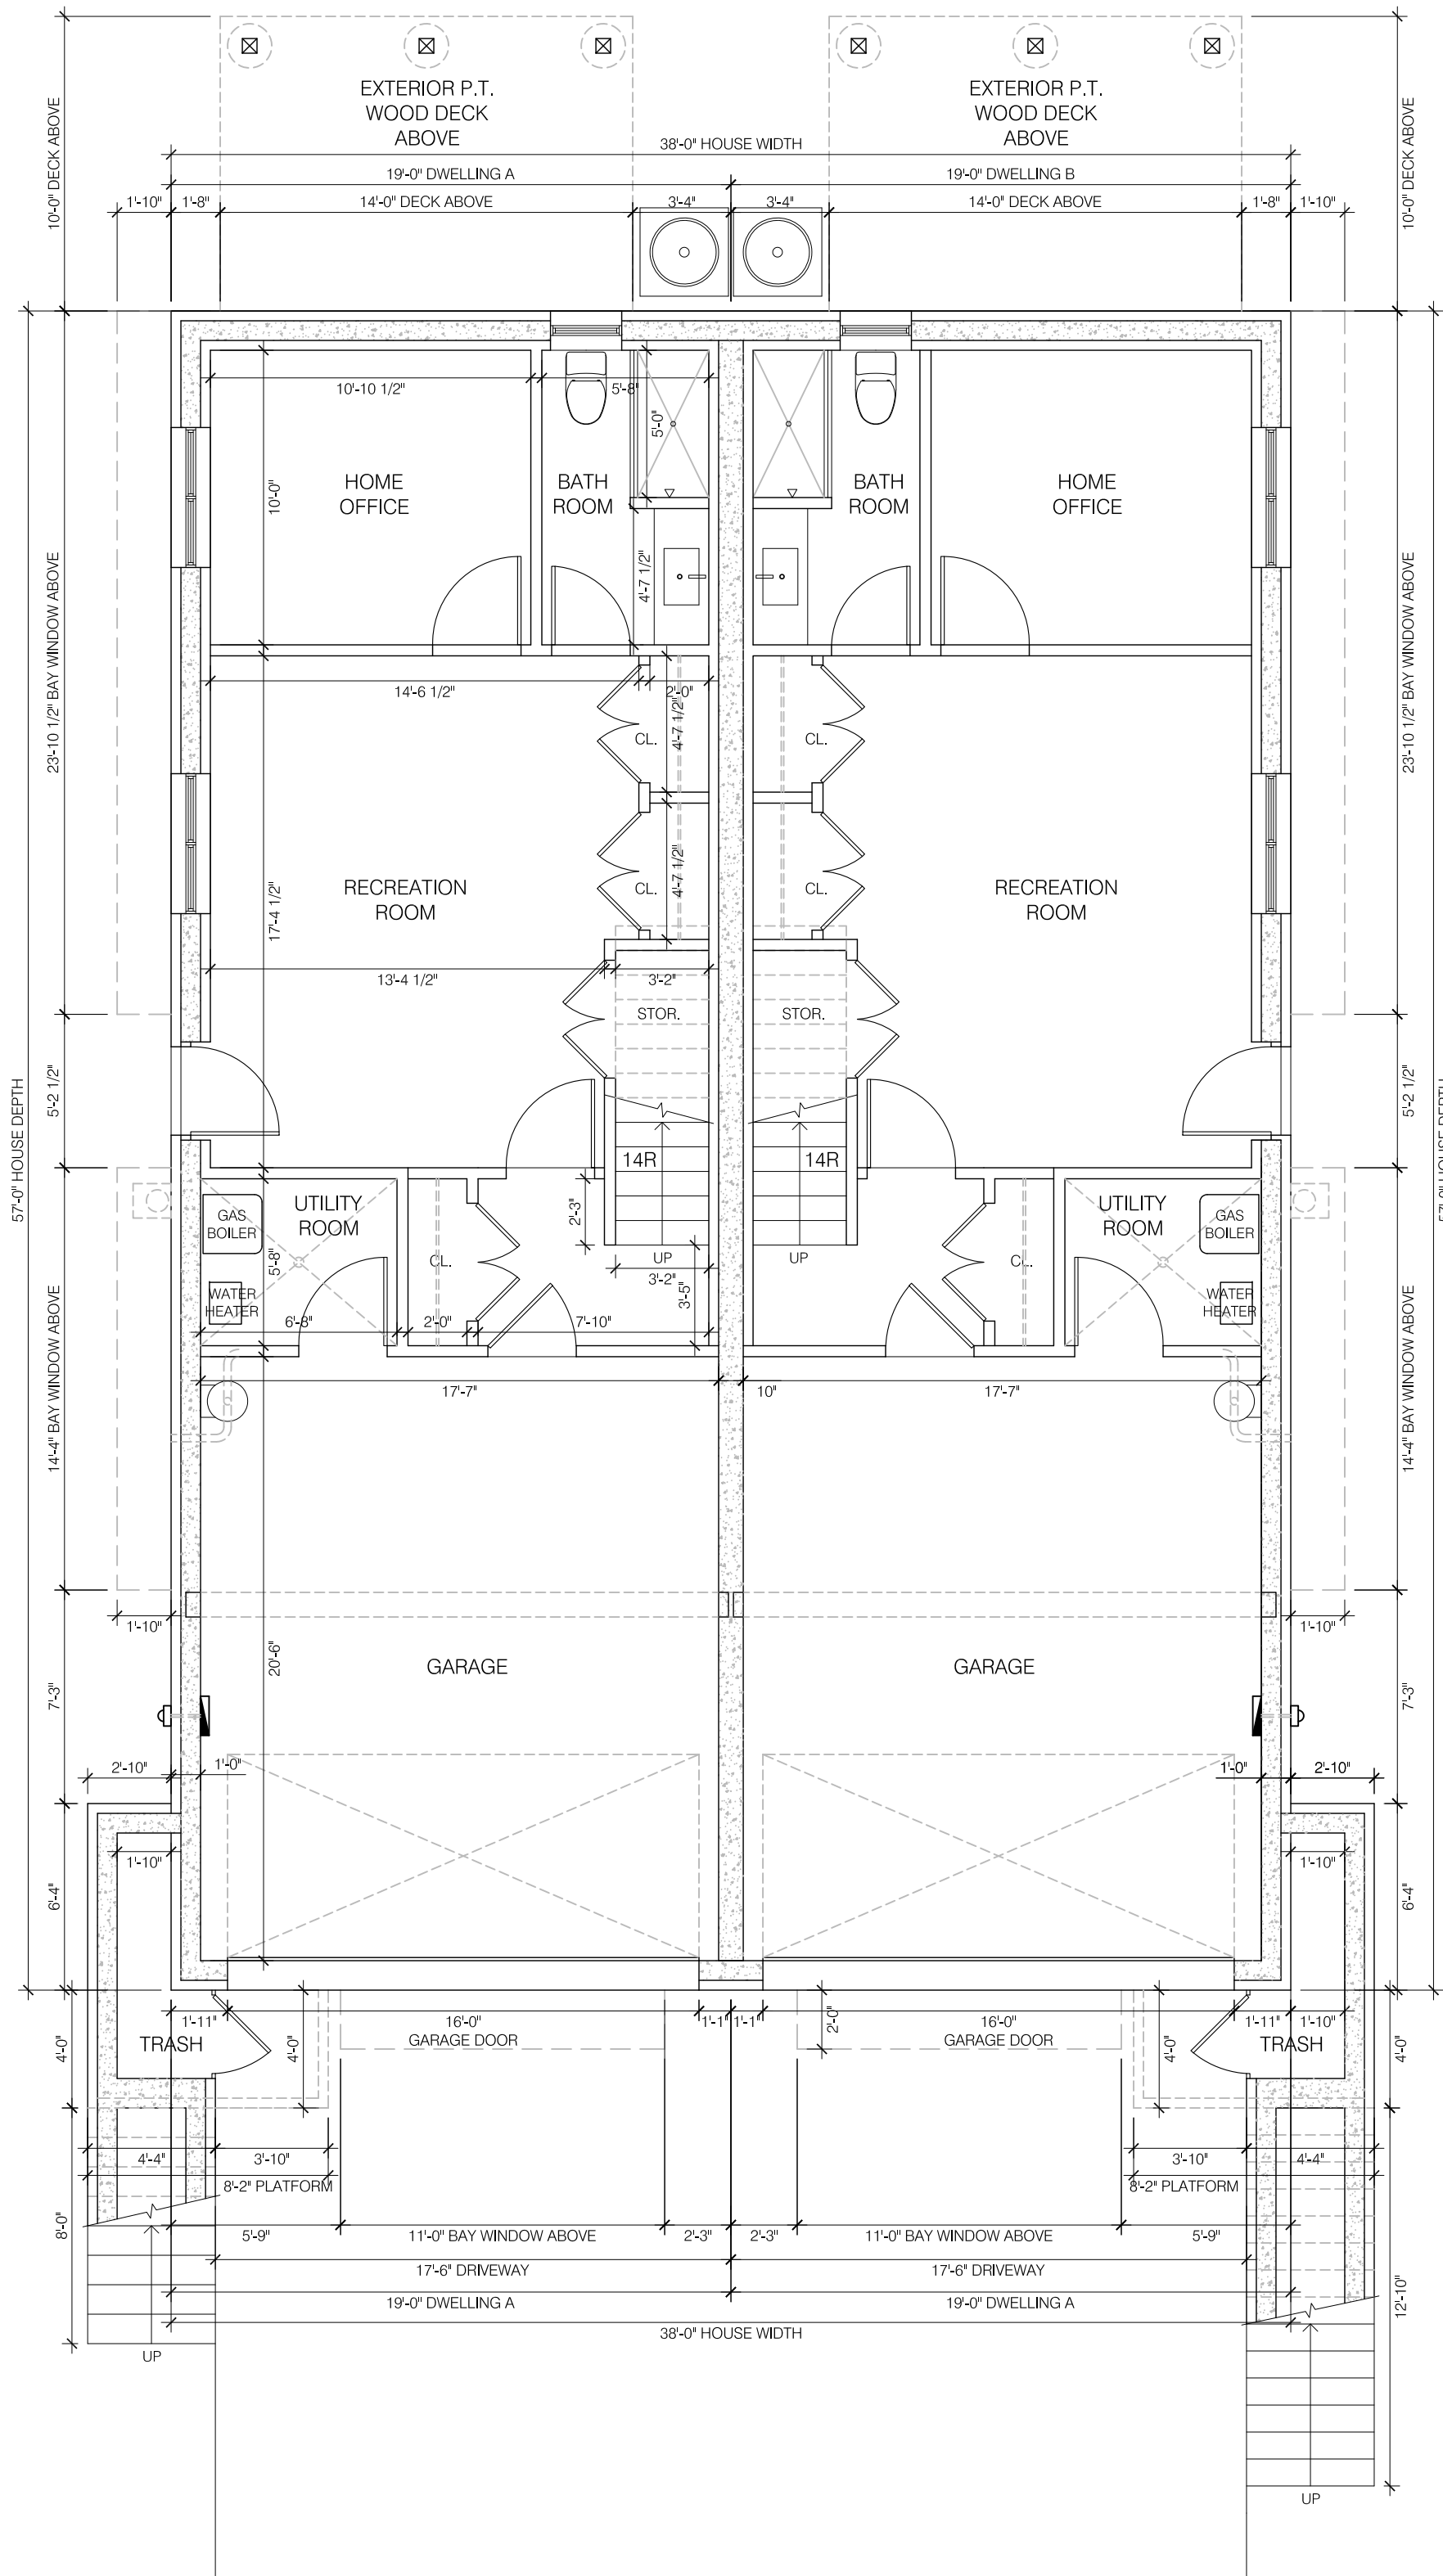 EXTERIOR P.T.
WOOD DECK
ABOVE
EXTERIOR P.T.
WOOD DECK
ABOVE
10'-0" DECK ABOVE
10'-0" DECK ABOVE
38'-0" HOUSE WIDTH
19'-0" DWELLING A
19'-0" DWELLING B
1'-10"
1'-8"
14'-0" DECK ABOVE
3'-4"
3'-4"
14'-0" DECK ABOVE
1'-8"
1'-10"
10'-10 1/2"
5'-8"
5'-0"
10'-0"
HOME
OFFICE
BATH
ROOM
BATH
ROOM
HOME
OFFICE
4'-7 1/2"
23'-10 1/2" BAY WINDOW ABOVE
23'-10 1/2" BAY WINDOW ABOVE
14'-6 1/2"
2'-0"
4'-7 1/2"
CL.
CL.
4'-7 1/2"
CL.
CL.
RECREATION
ROOM
RECREATION
ROOM
17'-4 1/2"
13'-4 1/2"
3'-2"
STOR.
STOR.
5'-2 1/2"
5'-2 1/2"
57'-0" HOUSE DEPTH
57'-0" HOUSE DEPTH
14R
14R
GAS
BOILER
UTILITY
ROOM
2'-3"
UTILITY
ROOM
GAS
BOILER
5'-8"
CL.
UP
UP
CL.
3'-2"
3'-5"
WATER
HEATER
WATER
HEATER
6'-8"
2'-0"
7'-10"
14'-4" BAY WINDOW ABOVE
14'-4" BAY WINDOW ABOVE
17'-7"
10"
17'-7"
1'-10"
1'-10"
20'-6"
GARAGE
GARAGE
7'-3"
7'-3"
2'-10"
1'-0"
1'-0"
2'-10"
1'-10"
1'-10"
6'-4"
6'-4"
1'-11"
16'-0"
GARAGE DOOR
1'-1"
1'-1"
2'-0"
16'-0"
GARAGE DOOR
1'-11"
1'-10"
TRASH
TRASH
4'-0"
4'-0"
4'-0"
4'-0"
4'-4"
3'-10"
3'-10"
4'-4"
8'-2" PLATFORM
8'-2" PLATFORM
8'-0"
5'-9"
11'-0" BAY WINDOW ABOVE
2'-3"
2'-3"
11'-0" BAY WINDOW ABOVE
5'-9"
17'-6" DRIVEWAY
17'-6" DRIVEWAY
19'-0" DWELLING A
19'-0" DWELLING A
12'-10"
38'-0" HOUSE WIDTH
UP
UP